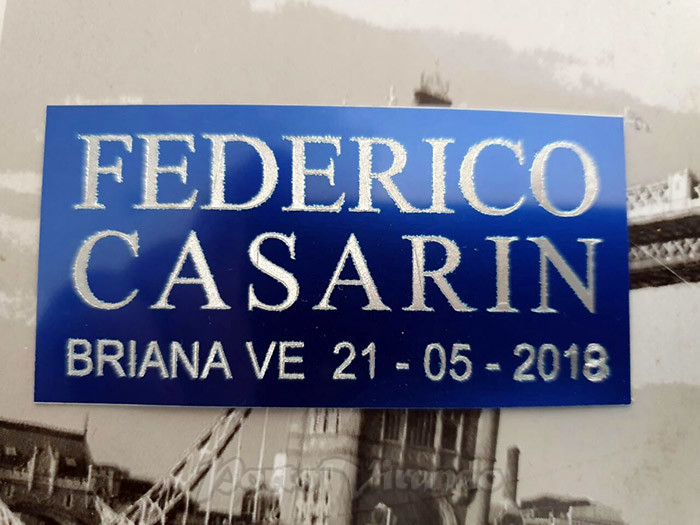 FEDERICO
CASARIN
BRIANA VE 21 - 05 - 2018